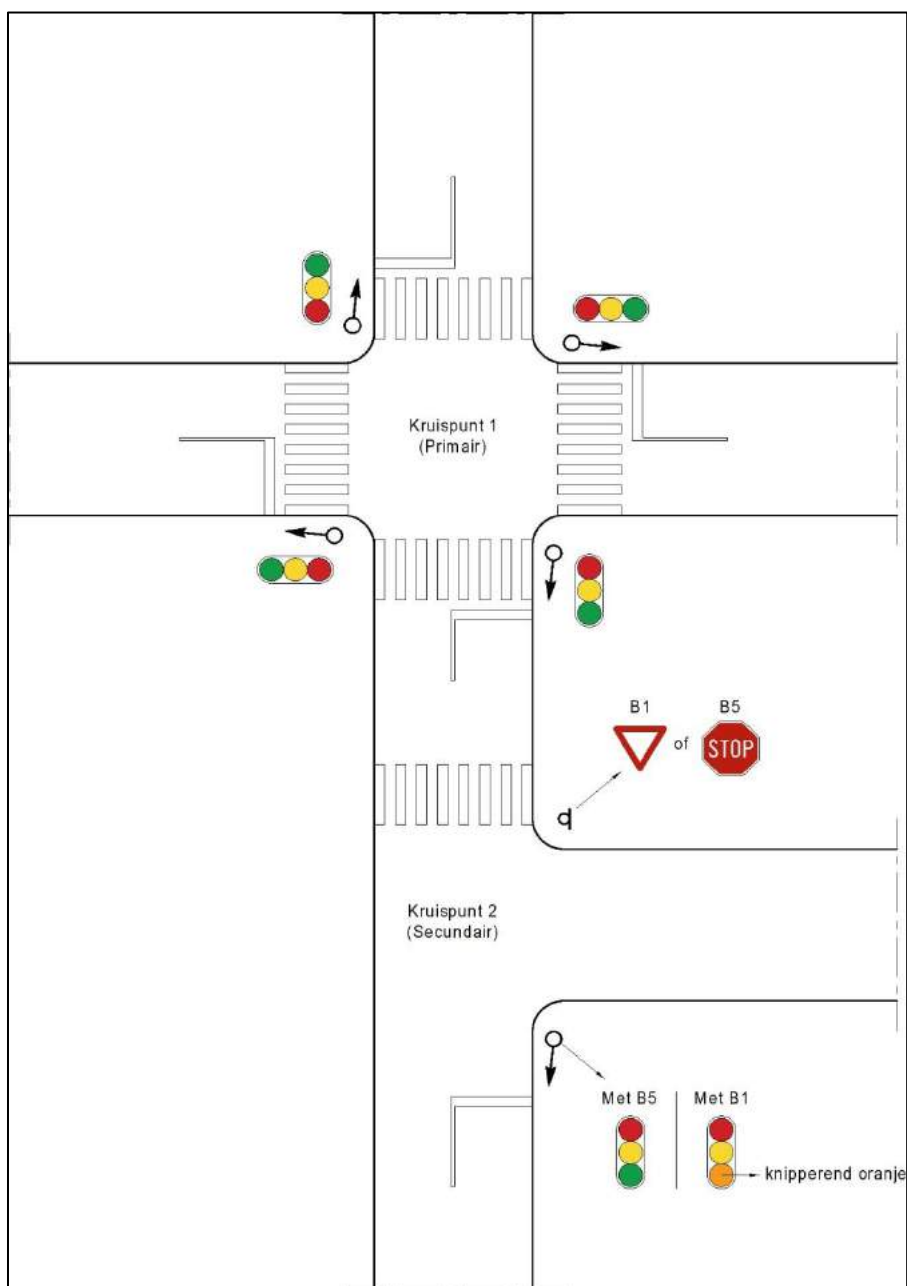 Kruispunt 1
(Primair)
B1
B5
of
STOP
Kruispunt 2
(Secundair)
Met B5
Met B1
knipperend oranje